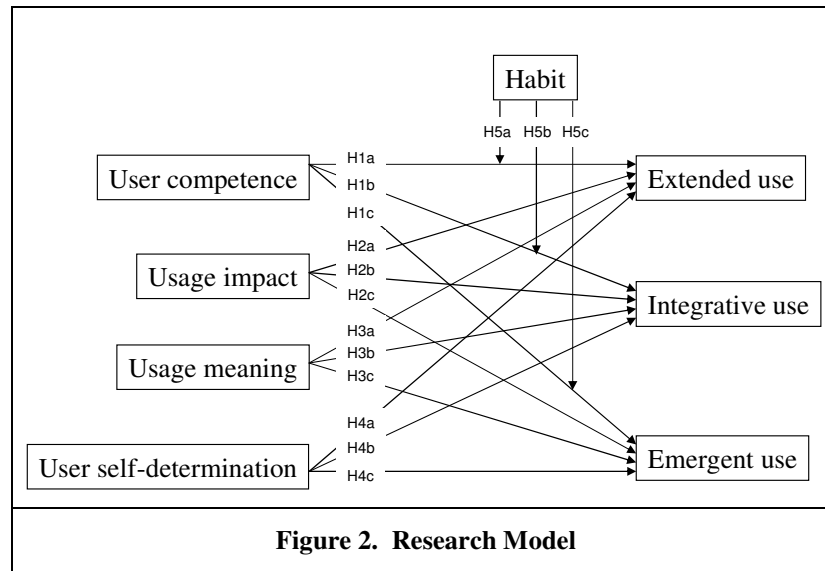 Habit
H5a H5b H5c
User competence
H1a
H1b
H1c
Extended use
Usage impact
H2a
H2b
H2c
Integrative use
Usage meaning
H3a
H3b
H3c
User self-determination
H4a
H4b
H4c
Emergent use
Figure 2. Research Model